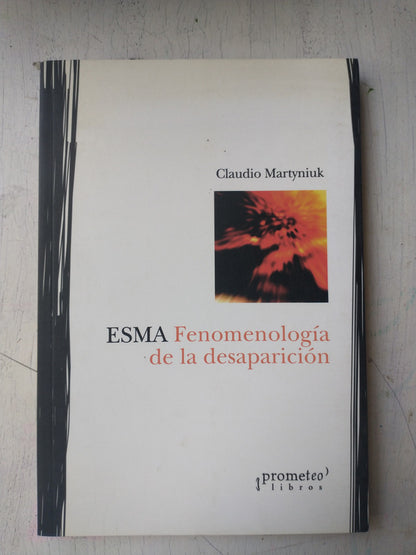 Claudio Martyniuk
ESMA Fenomenología
de la desaparición
prometeo
libros